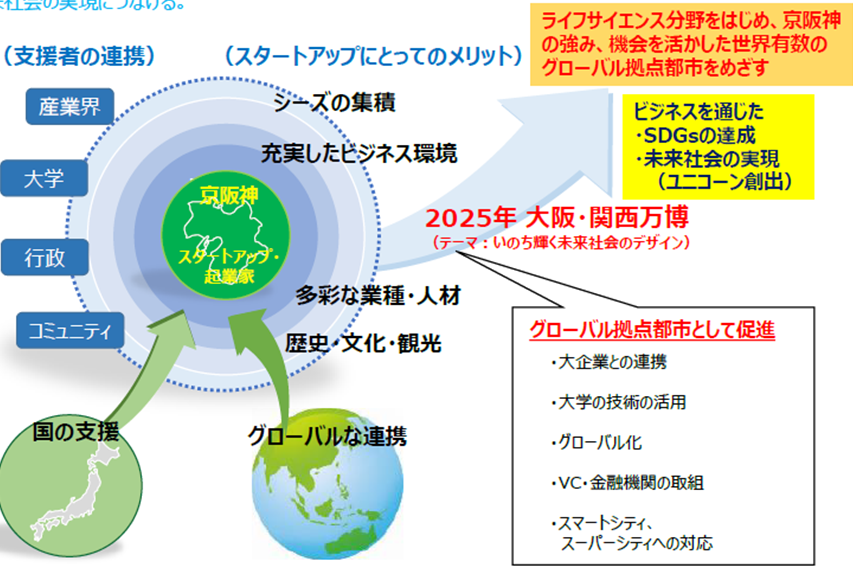 未来社会の実現につなげる。
（支援者の連携）
（スタートアップにとってのメリット）
ライフサイエンス分野をはじめ、京阪神
の強み、機会を活かした世界有数の
グローバル拠点都市をめざす
産業界
大学
行政
コミュニティ
シーズの集積
充実したビジネス環境
京阪神
スタートアップ・
起業家
多彩な業種・人材
歴史・文化・観光
ビジネスを通じた
・SDGsの達成
・未来社会の実現
（ユニコーン創出）
2025年 大阪・関西万博
（テーマ：いのち輝く未来社会のデザイン）
国の支援
グローバルな連携
グローバル拠点都市として促進
・大企業との連携
・大学の技術の活用
・グローバル化
・VC・金融機関の取組
・スマートシティ、
スーパーシティへの対応